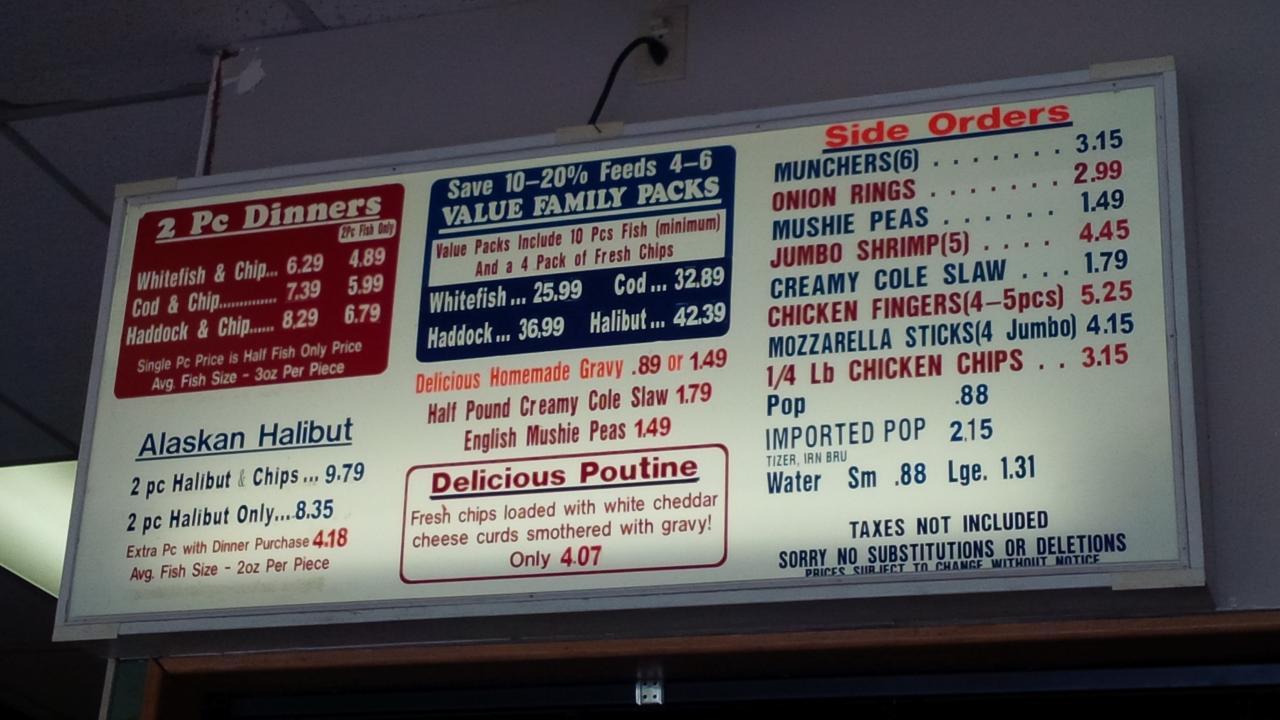 2 Pc Dinners
2Pc Fish Only
Whitefish & Chip... 6.29 4.89
Cod & Chip............. 7.39 5.99
Haddock & Chip...... 8.29 6.79
Single Pc Price is Half Fish Only Price
Avg. Fish Size - 3oz Per Piece
Alaskan Halibut
2 pc Halibut & Chips ... 9.79
2 pc Halibut Only... 8.35
Extra Pc with Dinner Purchase 4.18
Avg. Fish Size - 2oz Per Piece
Save 10-20% Feeds 4-6
VALUE FAMILY PACKS
Value Packs Include 10 Pcs Fish (minimum)
And a 4 Pack of Fresh Chips
Whitefish ... 25.99 Cod ... 32.89
Haddock ... 36.99 Halibut ... 42.39
Delicious Homemade Gravy .89 or 1.49
Half Pound Creamy Cole Slaw 1.79
English Mushie Peas 1.49
Delicious Poutine
Fresh chips loaded with white cheddar
cheese curds smothered with gravy!
Only 4.07
Side Orders
MUNCHERS(6) . . . . . . . 3.15
ONION RINGS . . . . . . . 2.99
MUSHIE PEAS . . . . . . 1.49
JUMBO SHRIMP(5) . . . . 4.45
CREAMY COLE SLAW . . . 1.79
CHICKEN FINGERS(4-5pcs) 5.25
MOZZARELLA STICKS(4 Jumbo) 4.15
1/4 Lb CHICKEN CHIPS . . 3.15
Pop .88
IMPORTED POP 2.15
TIZER, IRN BRU
Water Sm .88 Lge. 1.31
TAXES NOT INCLUDED
SORRY NO SUBSTITUTIONS OR DELETIONS
PRICES SUBJECT TO CHANGE WITHOUT NOTICE